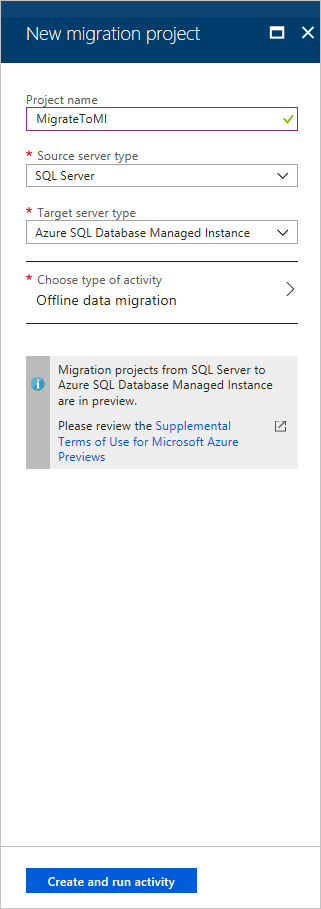 New migration project
Project name
MigrateToMI
* Source server type
SQL Server
* Target server type
Azure SQL Database Managed Instance
* Choose type of activity
Offline data migration
Migration projects from SQL Server to
Azure SQL Database Managed Instance
are in preview.
Please review the Supplemental
Terms of Use for Microsoft Azure
Previews
Create and run activity